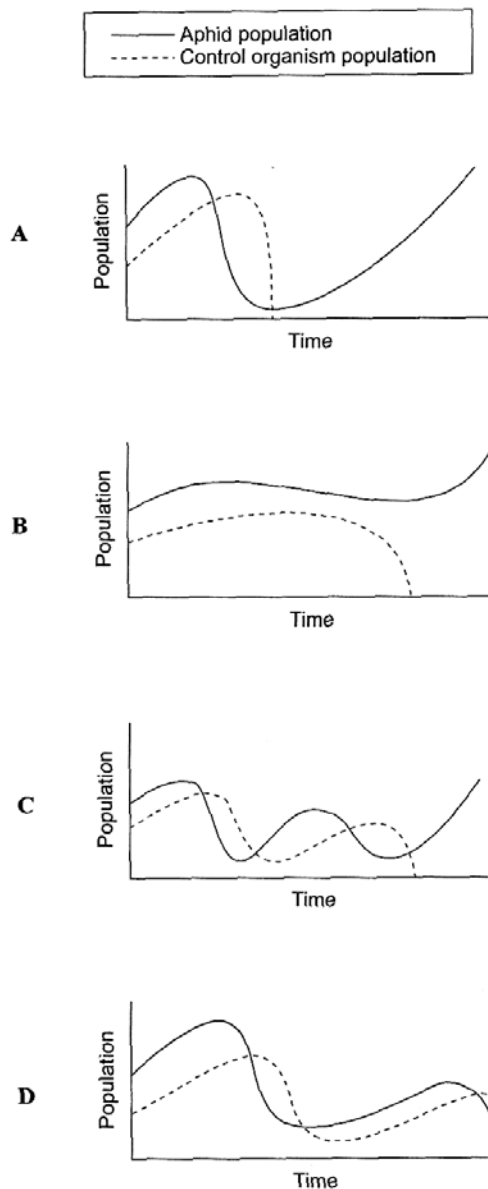 Aphid population
Control organism population
A
Population
Time
B
Population
Time
C
Population
Time
D
Population
Time